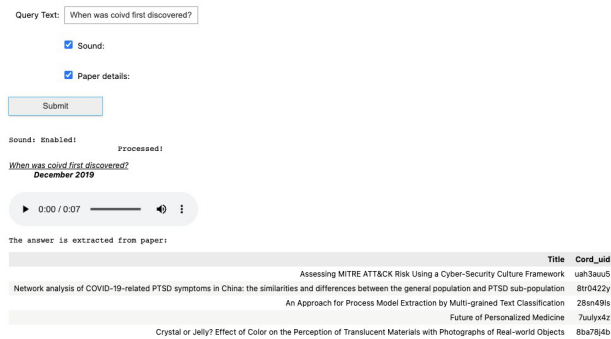 Query Text: When was coivd first discovered?
Sound:
Paper details:
Submit
Sound: Enabled!
Processed!
When was coivd first discovered?
December 2019
0:00 / 0:07
The answer is extracted from paper:
Title Cord_uid
Assessing MITRE ATT&CK Risk Using a Cyber-Security Culture Framework uah3auu5
Network analysis of COVID-19-related PTSD symptoms in China: the similarities and differences between the general population and PTSD sub-population 8tr0422y
An Approach for Process Model Extraction by Multi-grained Text Classification 28sn49ls
Future of Personalized Medicine 7uulyx4z
Crystal or Jelly? Effect of Color on the Perception of Translucent Materials with Photographs of Real-world Objects 8ba78j4b